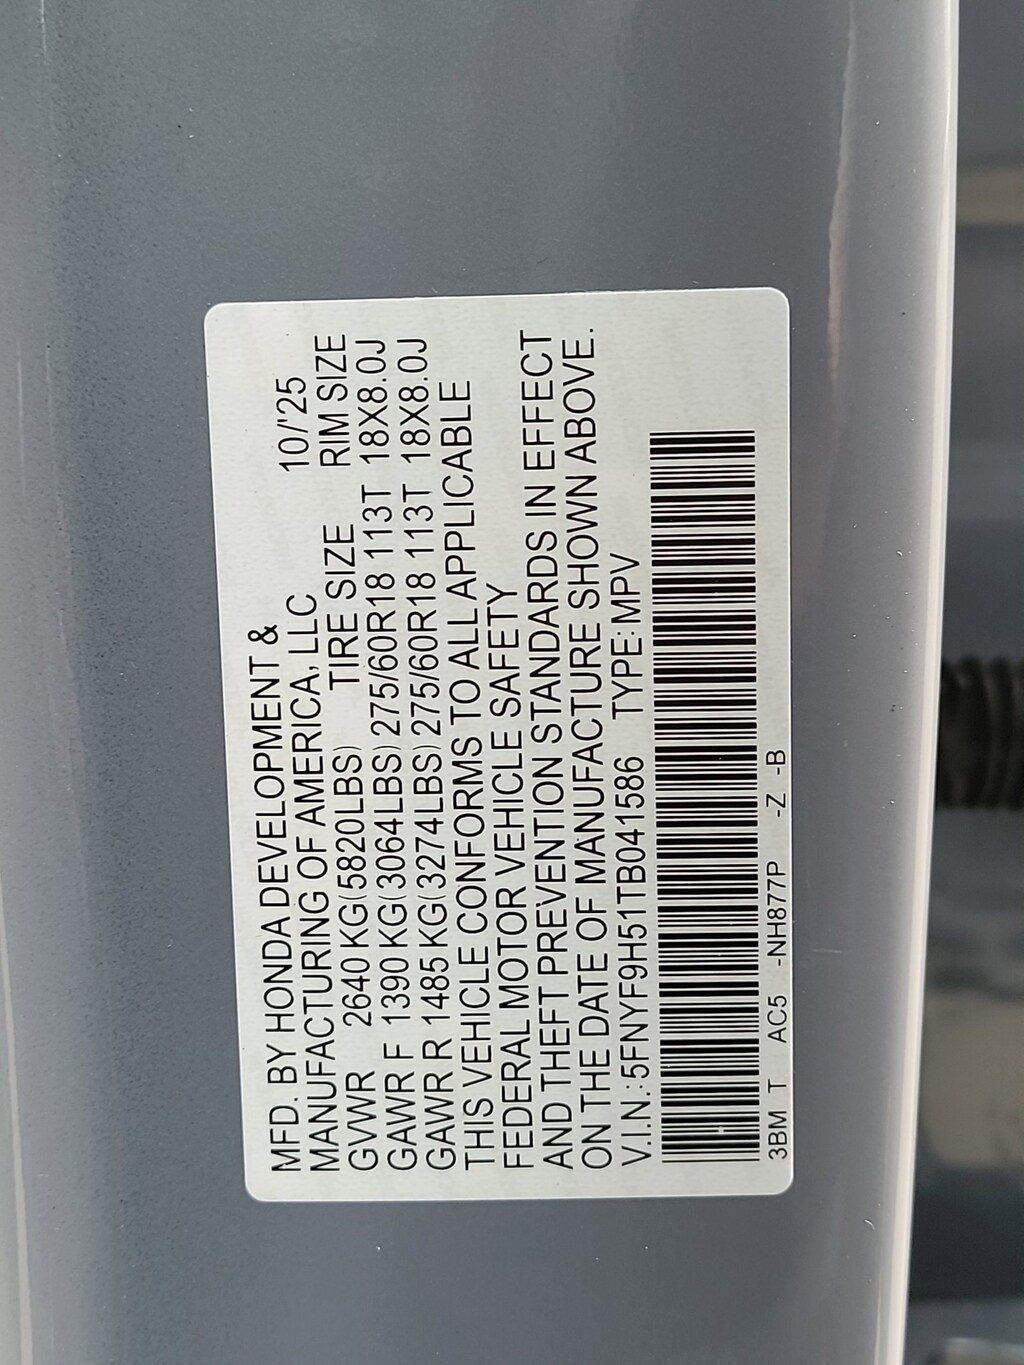 MFD. BY HONDA DEVELOPMENT &
MANUFACTURING OF AMERICA, LLC 10/'25
GVWR 2640 KG(5820LBS) TIRE SIZE RIM SIZE
GAWR F 1390 KG(3064LBS) 275/60R18 113T 18X8.0J
GAWR R 1485 KG(3274LBS) 275/60R18 113T 18X8.0J
THIS VEHICLE CONFORMS TO ALL APPLICABLE
FEDERAL MOTOR VEHICLE SAFETY
AND THEFT PREVENTION STANDARDS IN EFFECT
ON THE DATE OF MANUFACTURE SHOWN ABOVE.
V.I.N.: 5FNYF9H51TB041586 TYPE: MPV
3BM T AC5 -NH877P -Z -B